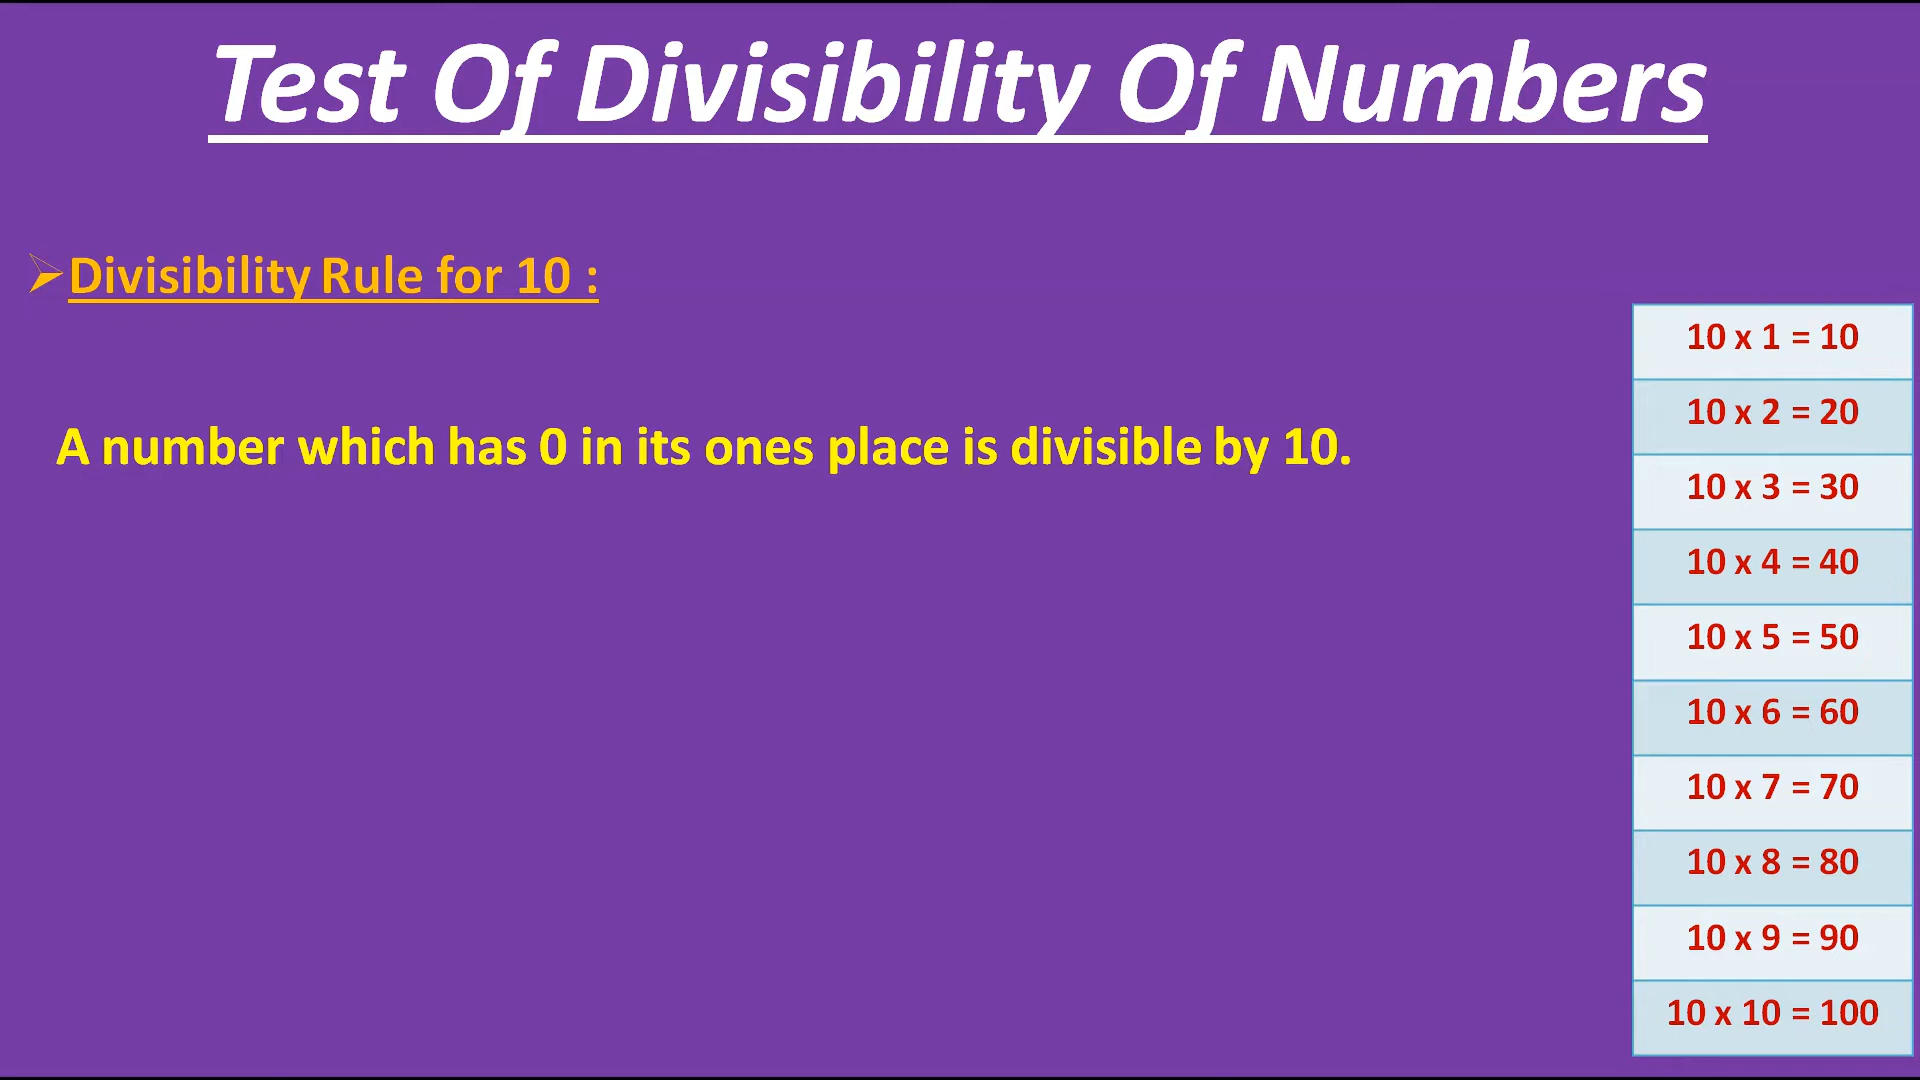 Test Of Divisibility Of Numbers
➢Divisibility Rule for 10 :
A number which has 0 in its ones place is divisible by 10.
10 x 1 = 10
10 x 2 = 20
10 x 3 = 30
10 x 4 = 40
10 x 5 = 50
10 x 6 = 60
10 x 7 = 70
10 x 8 = 80
10 x 9 = 90
10 x 10 = 100